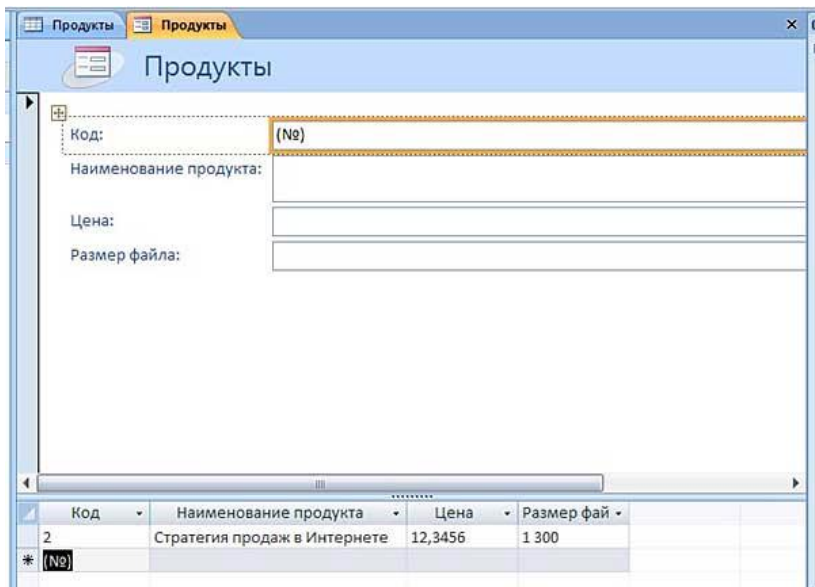 Продукты Продукты
Продукты
Код: (№)
Наименование продукта:
Цена:
Размер файла:
Код Наименование продукта Цена Размер фай
2 Стратегия продаж в Интернете 12,3456 1 300
(№)